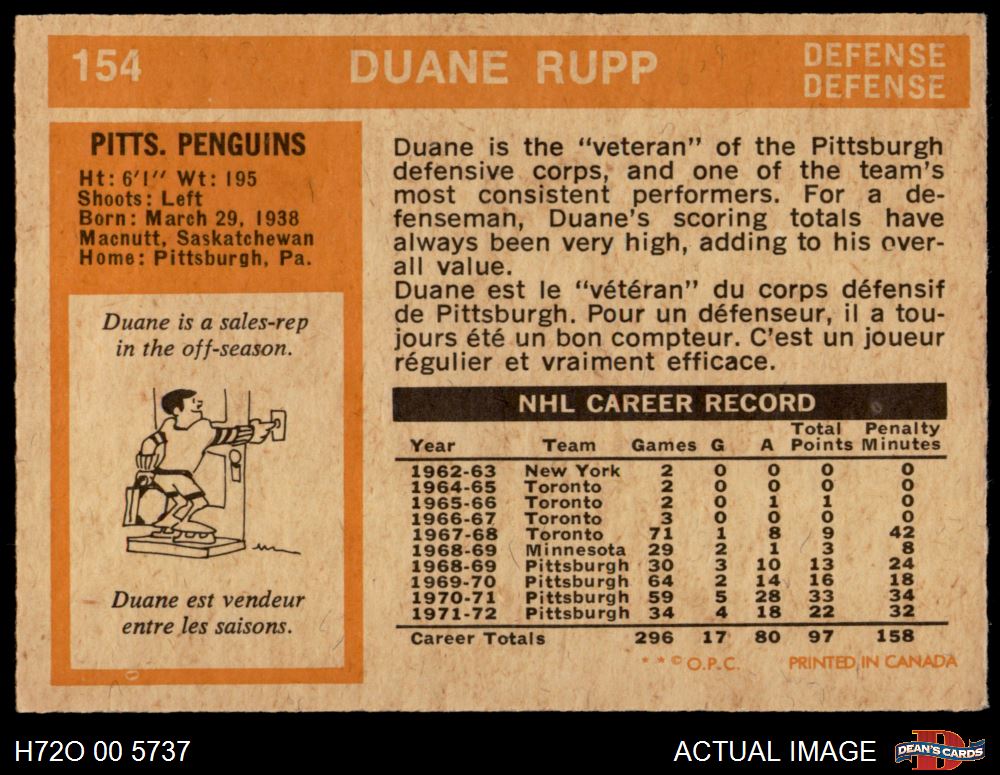 154 DUANE RUPP DEFENSE
DEFENSE
PITTS. PENGUINS
Ht: 6'1'' Wt: 195
Shoots: Left
Born: March 29, 1938
Macnutt, Saskatchewan
Home: Pittsburgh, Pa.
Duane is a sales-rep
in the off-season.
Duane est vendeur
entre les saisons.
Duane is the "veteran" of the Pittsburgh
defensive corps, and one of the team's
most consistent performers. For a de-
fenseman, Duane's scoring totals have
always been very high, adding to his over-
all value.
Duane est le "vétéran" du corps défensif
de Pittsburgh. Pour un défenseur, il a tou-
jours été un bon compteur. C'est un joueur
régulier et vraiment efficace.
NHL CAREER RECORD
Year Team Games G A Total Points Penalty Minutes
1962-63 New York 2 0 0 0 0
1964-65 Toronto 2 0 0 0 0
1965-66 Toronto 2 0 1 1 0
1966-67 Toronto 3 0 0 0 0
1967-68 Toronto 71 1 8 9 42
1968-69 Minnesota 29 2 1 3 8
1968-69 Pittsburgh 30 3 10 13 24
1969-70 Pittsburgh 64 2 14 16 18
1970-71 Pittsburgh 59 5 28 33 34
1971-72 Pittsburgh 34 4 18 22 32
Career Totals 296 17 80 97 158
* * © O.P.C. PRINTED IN CANADA
H72O 00 5737 ACTUAL IMAGE DEAN'S CARDS